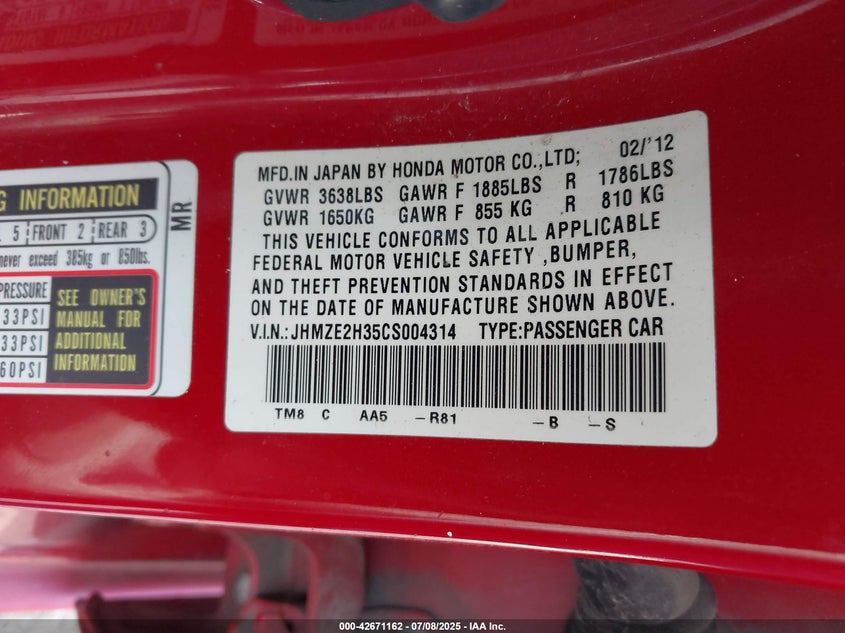 MFD.IN JAPAN BY HONDA MOTOR CO.,LTD; 02/'12
GVWR 3638LBS GAWR F 1885LBS R 1786LBS
GVWR 1650KG GAWR F 855 KG R 810 KG
THIS VEHICLE CONFORMS TO ALL APPLICABLE
FEDERAL MOTOR VEHICLE SAFETY ,BUMPER,
AND THEFT PREVENTION STANDARDS IN EFFECT
ON THE DATE OF MANUFACTURE SHOWN ABOVE.
V.I.N.:JHMZE2H35CS004314 TYPE:PASSENGER CAR
TM8 C AA5 -R81 -B -S
INFORMATION
5 FRONT 2 REAR 3
never exceed 385kg or 850lbs.
PRESSURE
33PSI
33PSI
60PSI
SEE OWNER'S
MANUAL FOR
ADDITIONAL
INFORMATION
MR
000-42671162 - 07/08/2025 - IAA Inc.